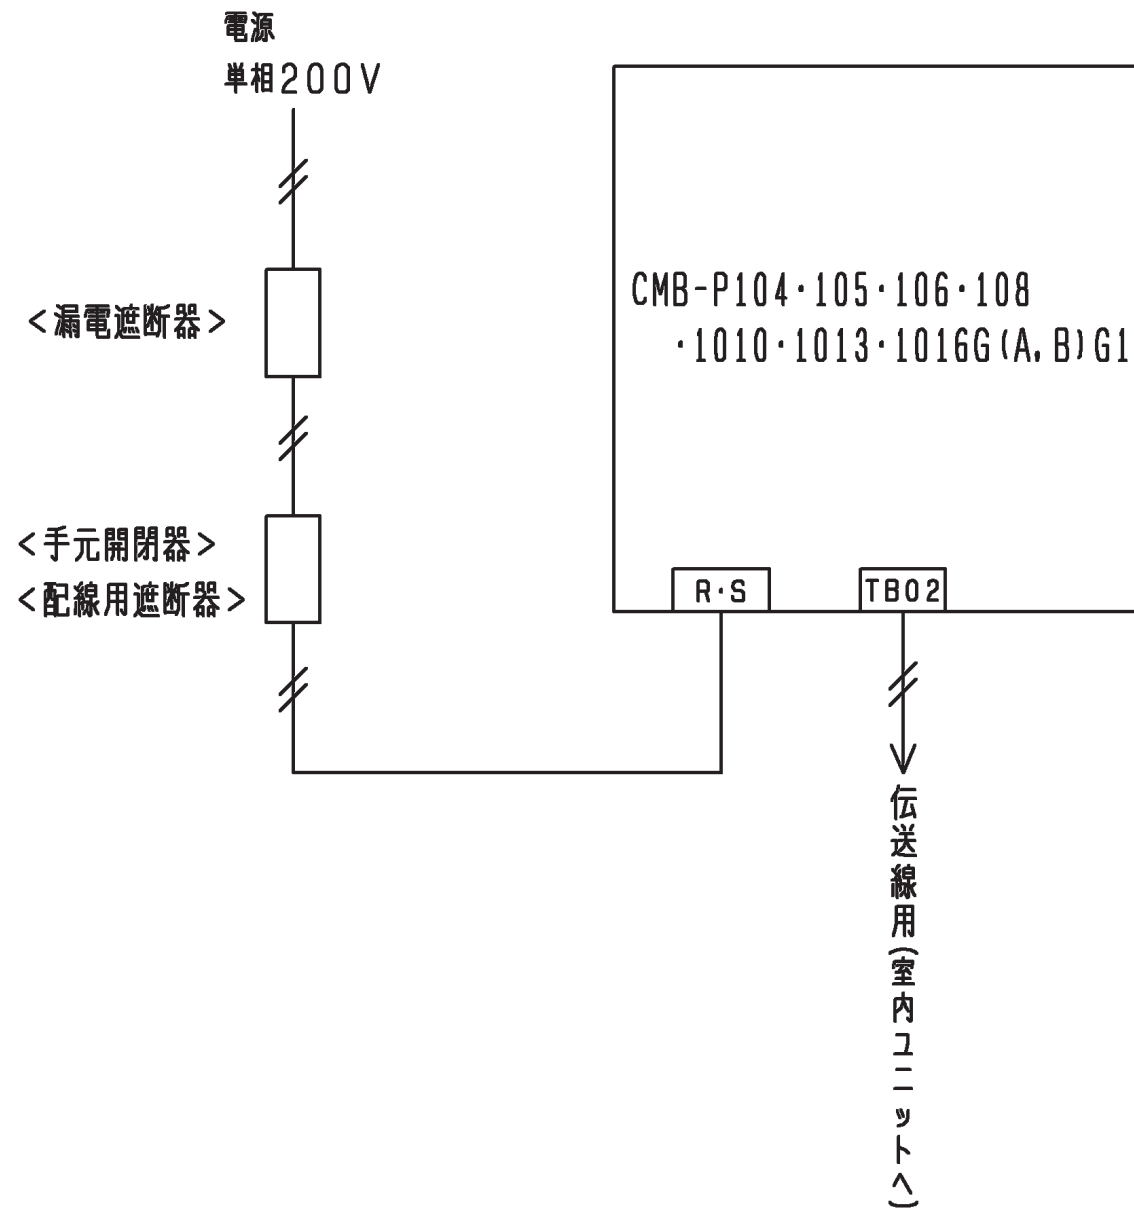 電源
単相200V
<漏電遮断器>
<手元開閉器>
<配線用遮断器>
CMB-P104・105・106・108
・1010・1013・1016G(A,B)G1
R・S
TB02
伝送線用(室内ユニットへ)